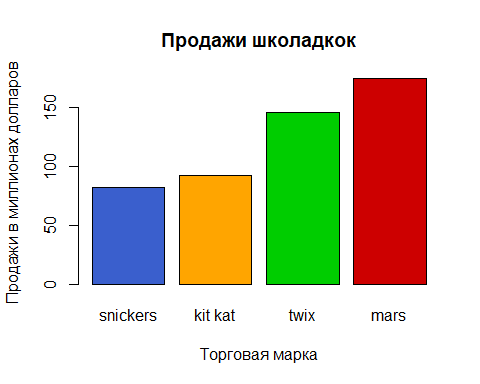 Продажи школадкок
Продажи в миллионах долларов
150
100
50
0
snickers kit kat twix mars
Торговая марка